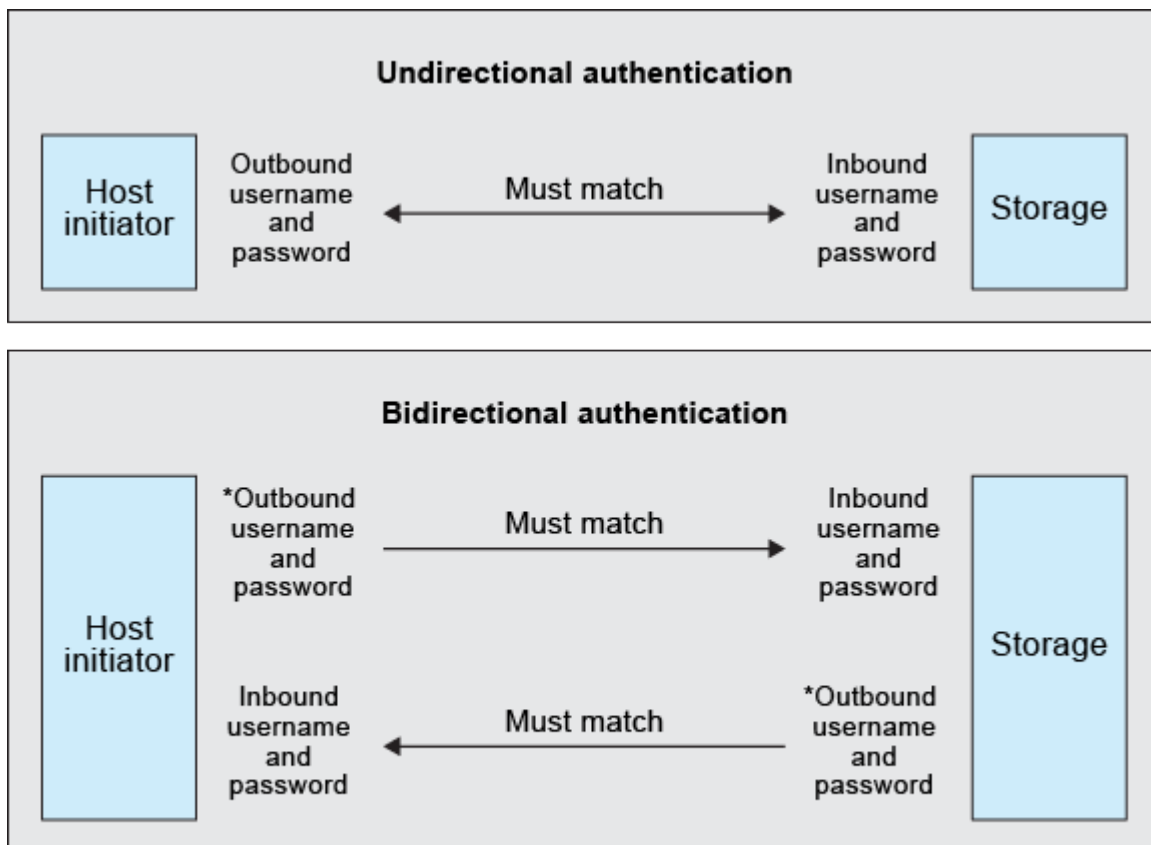 Undirectional authentication
Host
initiator
Outbound
username
and
password
Must match
Inbound
username
and
password
Storage
Bidirectional authentication
Host
initiator
*Outbound
username
and
password
Must match
Inbound
username
and
password
Inbound
username
and
password
Must match
*Outbound
username
and
password
Storage